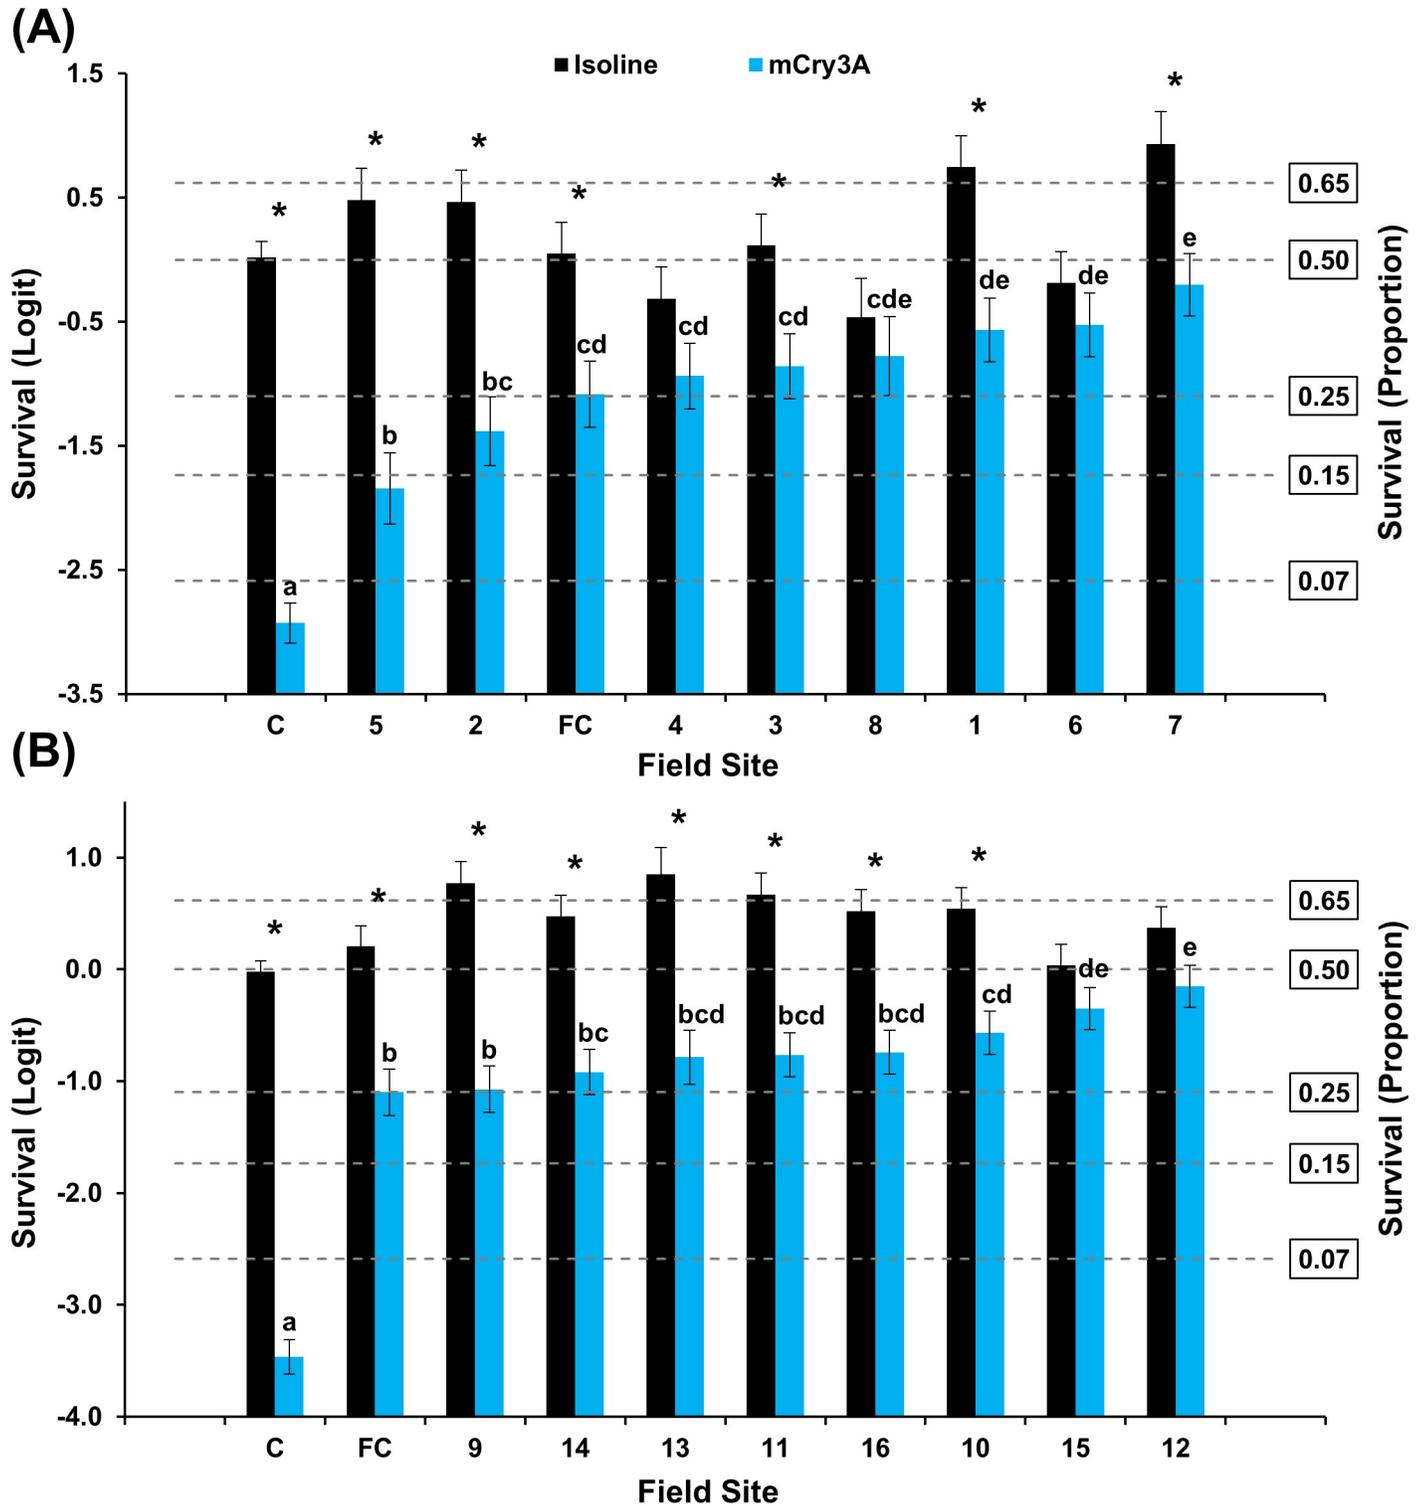 (A)
Isoline mCry3A
1.5
0.5
-0.5
-1.5
-2.5
-3.5
Survival (Logit)
* * * * * * *
a b bc cd cd cd cde de de e
0.65
0.50
0.25
0.15
0.07
Survival (Proportion)
C 5 2 FC 4 3 8 1 6 7
Field Site
(B)
1.0
0.0
-1.0
-2.0
-3.0
-4.0
Survival (Logit)
* * * * * * * *
a b b bc bcd bcd bcd cd de e
0.65
0.50
0.25
0.15
0.07
Survival (Proportion)
C FC 9 14 13 11 16 10 15 12
Field Site